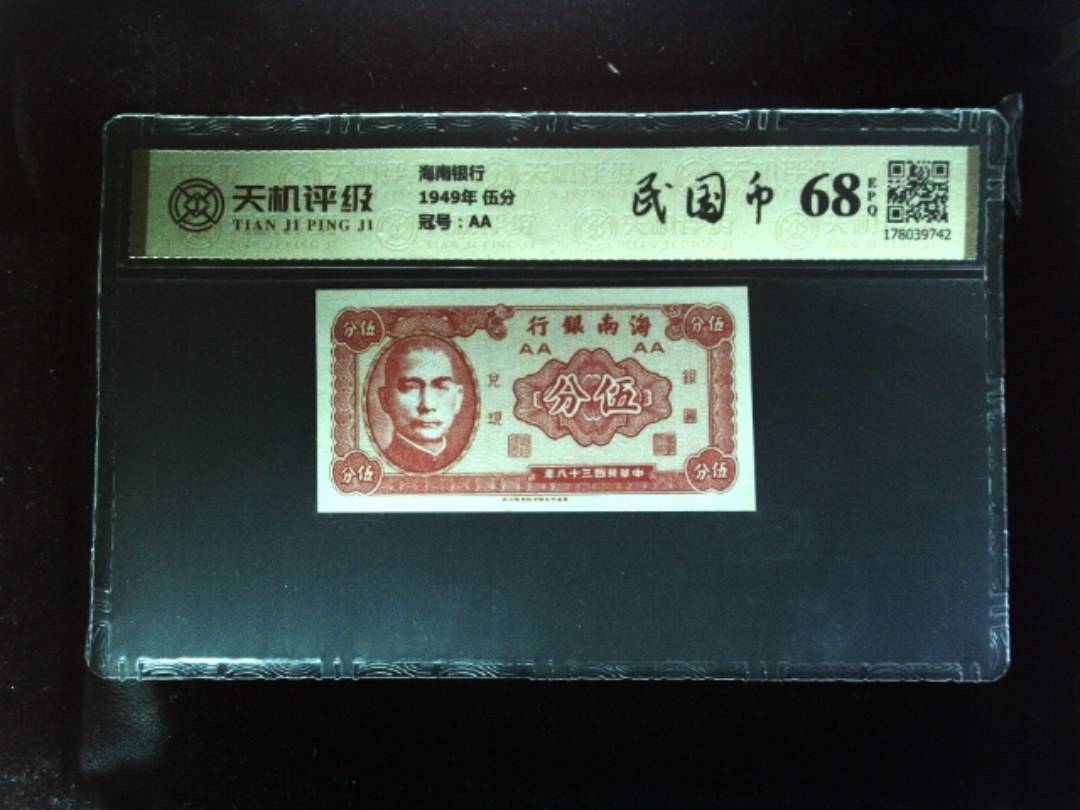 天机评级
TIAN JI PING JI
海南银行
1949年 伍分
冠号：AA
民国币
68
EPQ
178039742
分伍
行銀南海
分伍
AA
AA
兌現
分伍
銀圓
分伍
年八十三國民華中
分伍